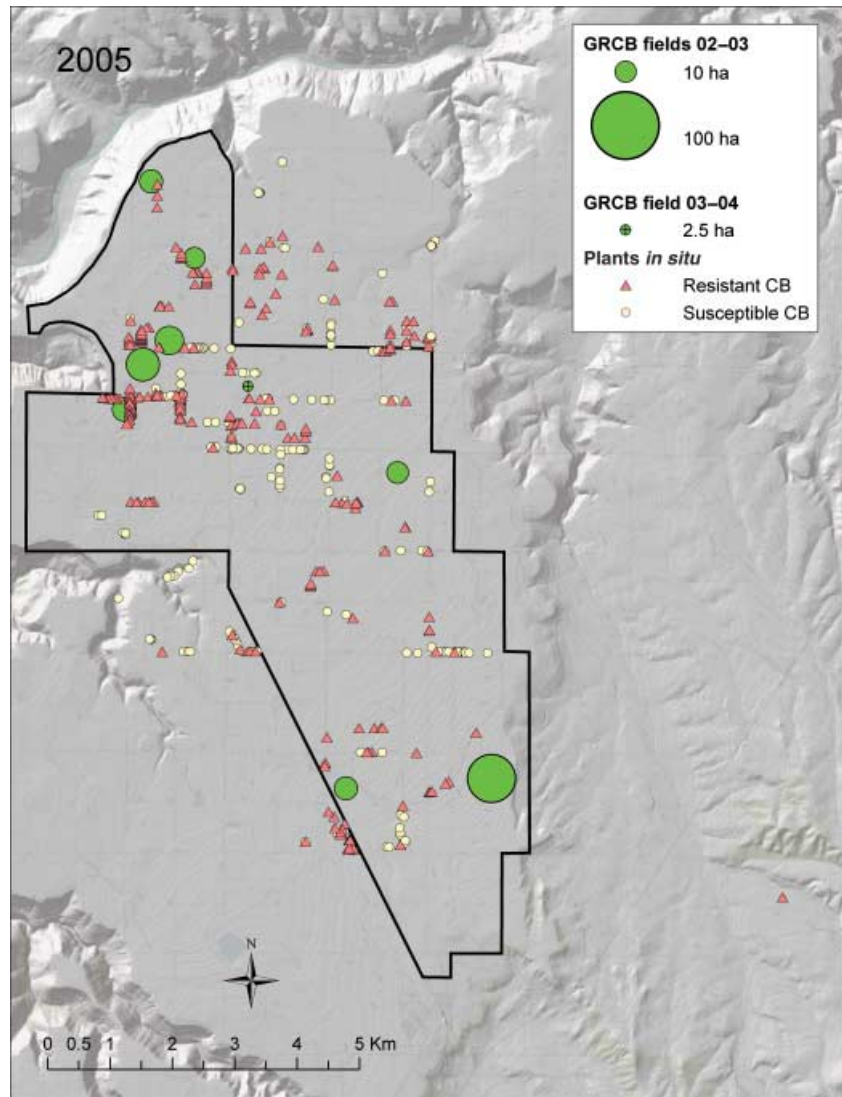 2005
GRCB fields 02–03
10 ha
100 ha
GRCB field 03–04
2.5 ha
Plants in situ
Resistant CB
Susceptible CB
N
0 0.5 1 2 3 4 5 Km